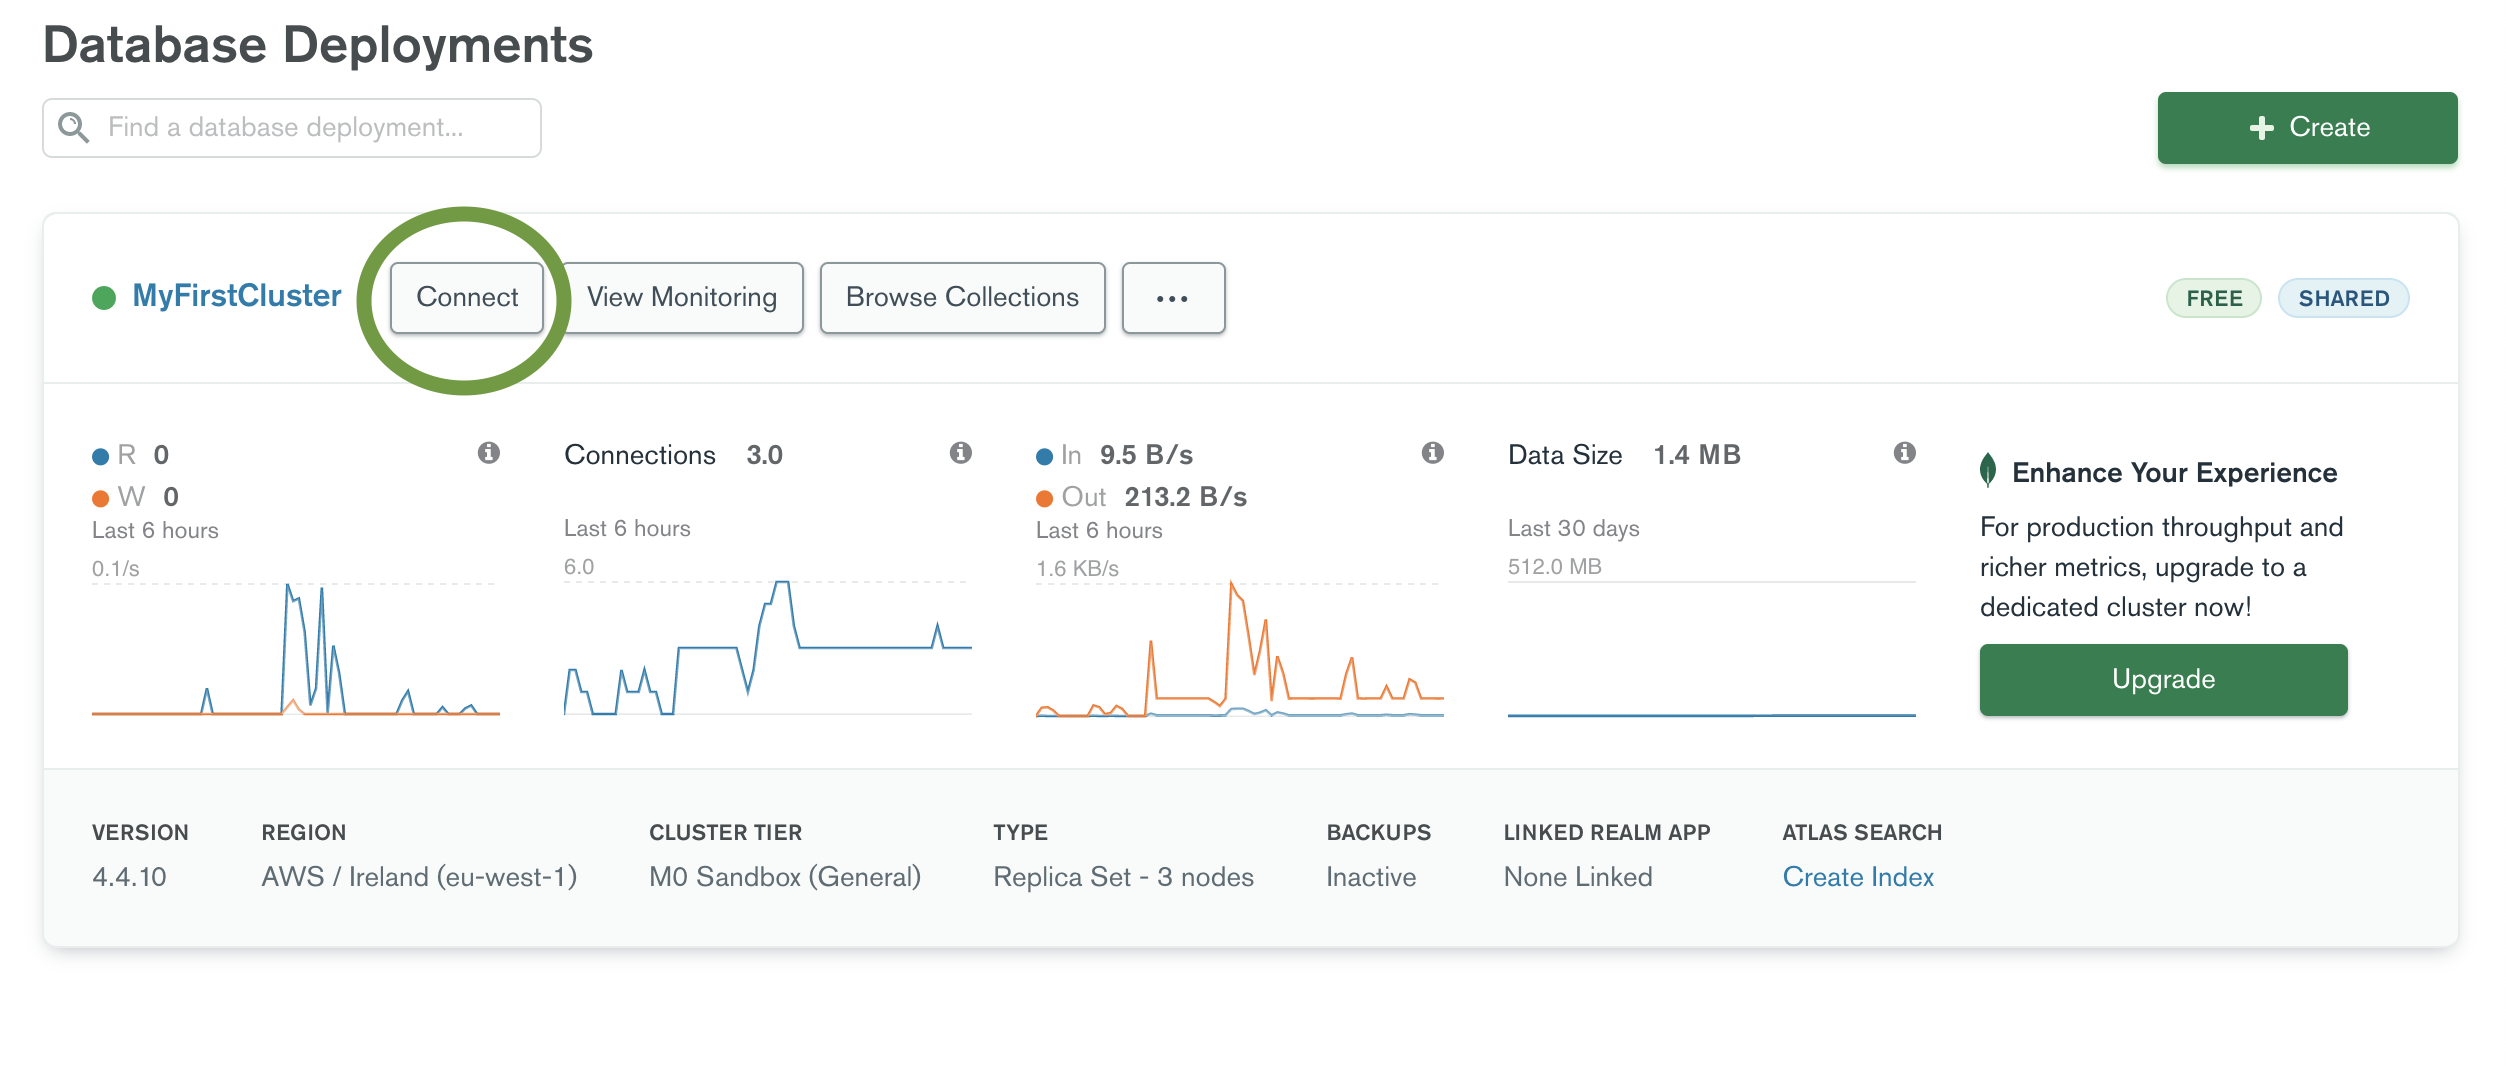 Database Deployments
Find a database deployment...
Create
MyFirstCluster
Connect
View Monitoring
Browse Collections
...
FREE
SHARED
R 0
W 0
Last 6 hours
0.1/s
Connections 3.0
Last 6 hours
6.0
In 9.5 B/s
Out 213.2 B/s
Last 6 hours
1.6 KB/s
Data Size 1.4 MB
Last 30 days
512.0 MB
Enhance Your Experience
For production throughput and
richer metrics, upgrade to a
dedicated cluster now!
Upgrade
VERSION
4.4.10
REGION
AWS / Ireland (eu-west-1)
CLUSTER TIER
M0 Sandbox (General)
TYPE
Replica Set - 3 nodes
BACKUPS
Inactive
LINKED REALM APP
None Linked
ATLAS SEARCH
Create Index